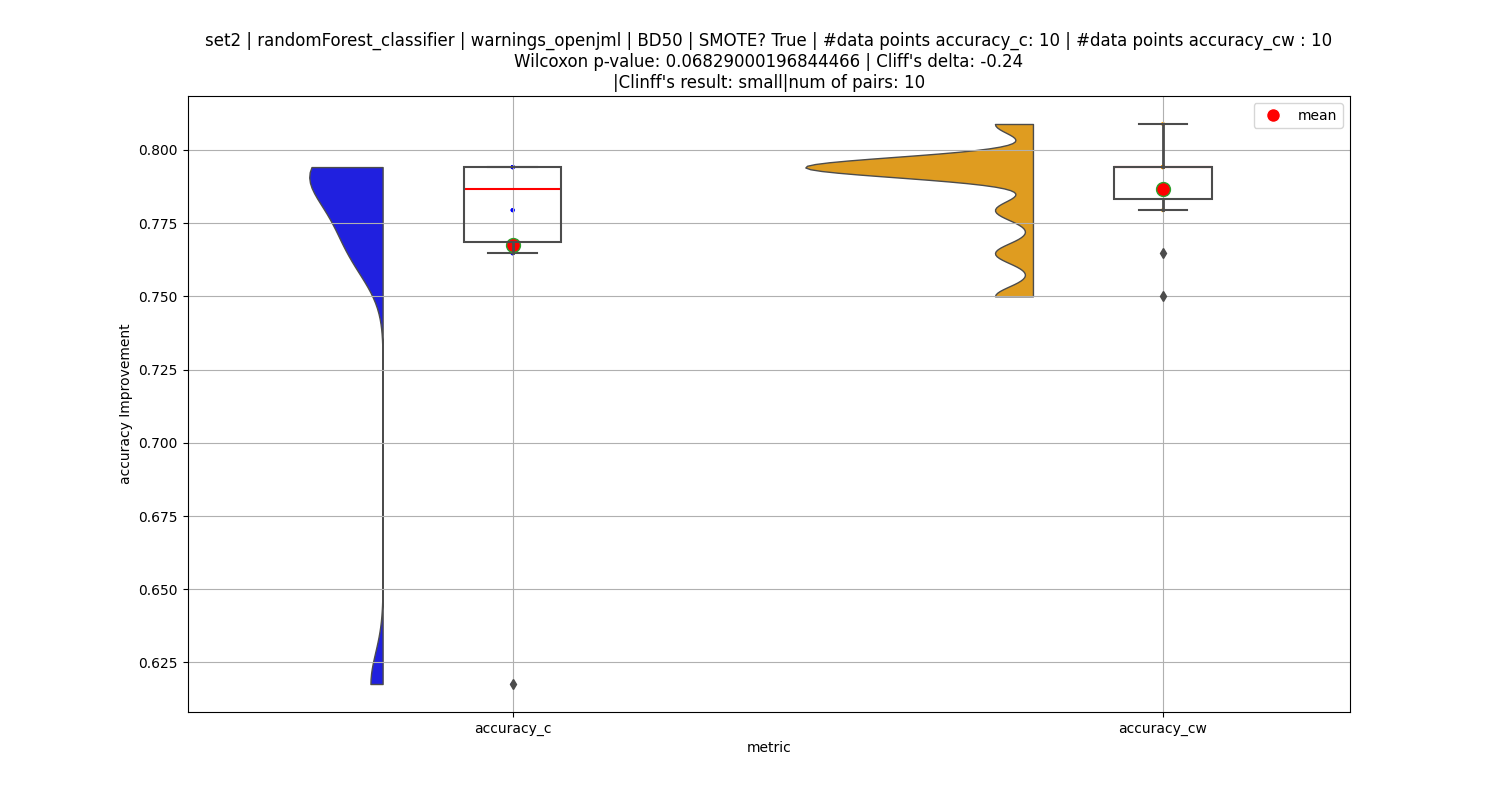 set2 | randomForest_classifier | warnings_openjml | BD50 | SMOTE? True | #data points accuracy_c: 10 | #data points accuracy_cw : 10
Wilcoxon p-value: 0.06829000196844466 | Cliff's delta: -0.24
|Clinff's result: small|num of pairs: 10
mean
0.800
0.775
0.750
0.725
0.700
0.675
0.650
0.625
accuracy Improvement
accuracy_c
accuracy_cw
metric